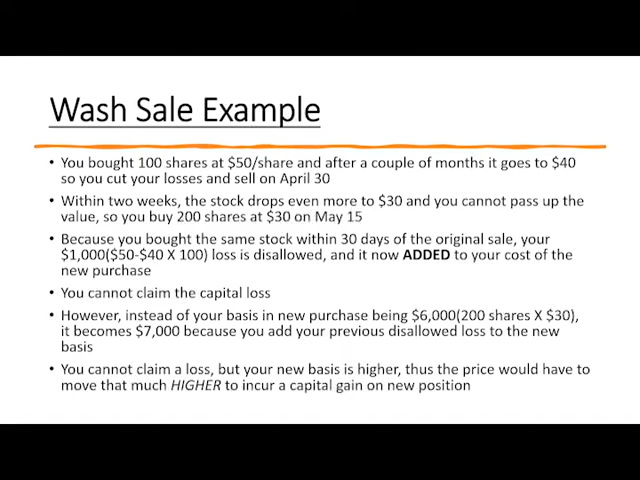 Wash Sale Example
• You bought 100 shares at $50/share and after a couple of months it goes to $40
so you cut your losses and sell on April 30
• Within two weeks, the stock drops even more to $30 and you cannot pass up the
value, so you buy 200 shares at $30 on May 15
• Because you bought the same stock within 30 days of the original sale, your
$1,000($50-$40 X 100) loss is disallowed, and it now ADDED to your cost of the
new purchase
• You cannot claim the capital loss
• However, instead of your basis in new purchase being $6,000(200 shares X $30),
it becomes $7,000 because you add your previous disallowed loss to the new
basis
• You cannot claim a loss, but your new basis is higher, thus the price would have to
move that much HIGHER to incur a capital gain on new position